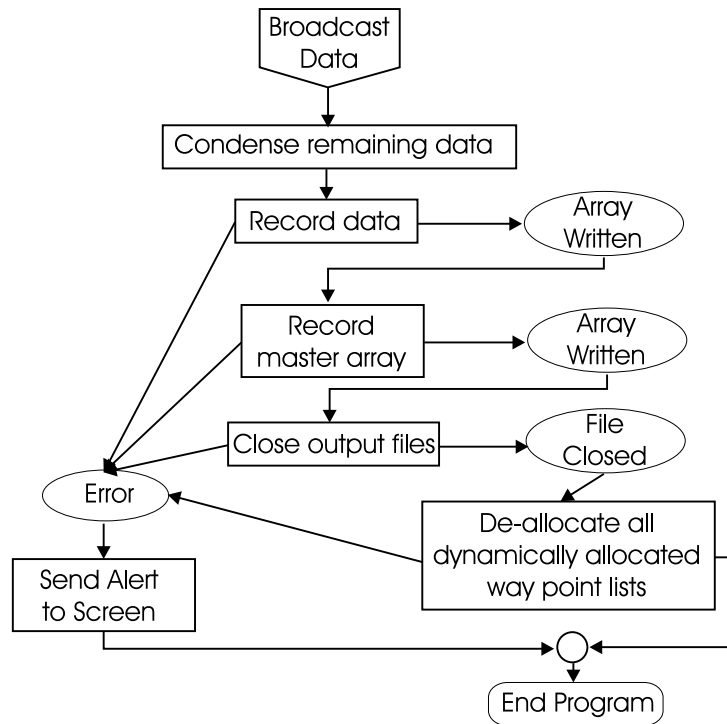 Broadcast
Data
Condense remaining data
Record data
Array
Written
Record
master array
Array
Written
Close output files
File
Closed
Error
De-allocate all
dynamically allocated
way point lists
Send Alert
to Screen
End Program